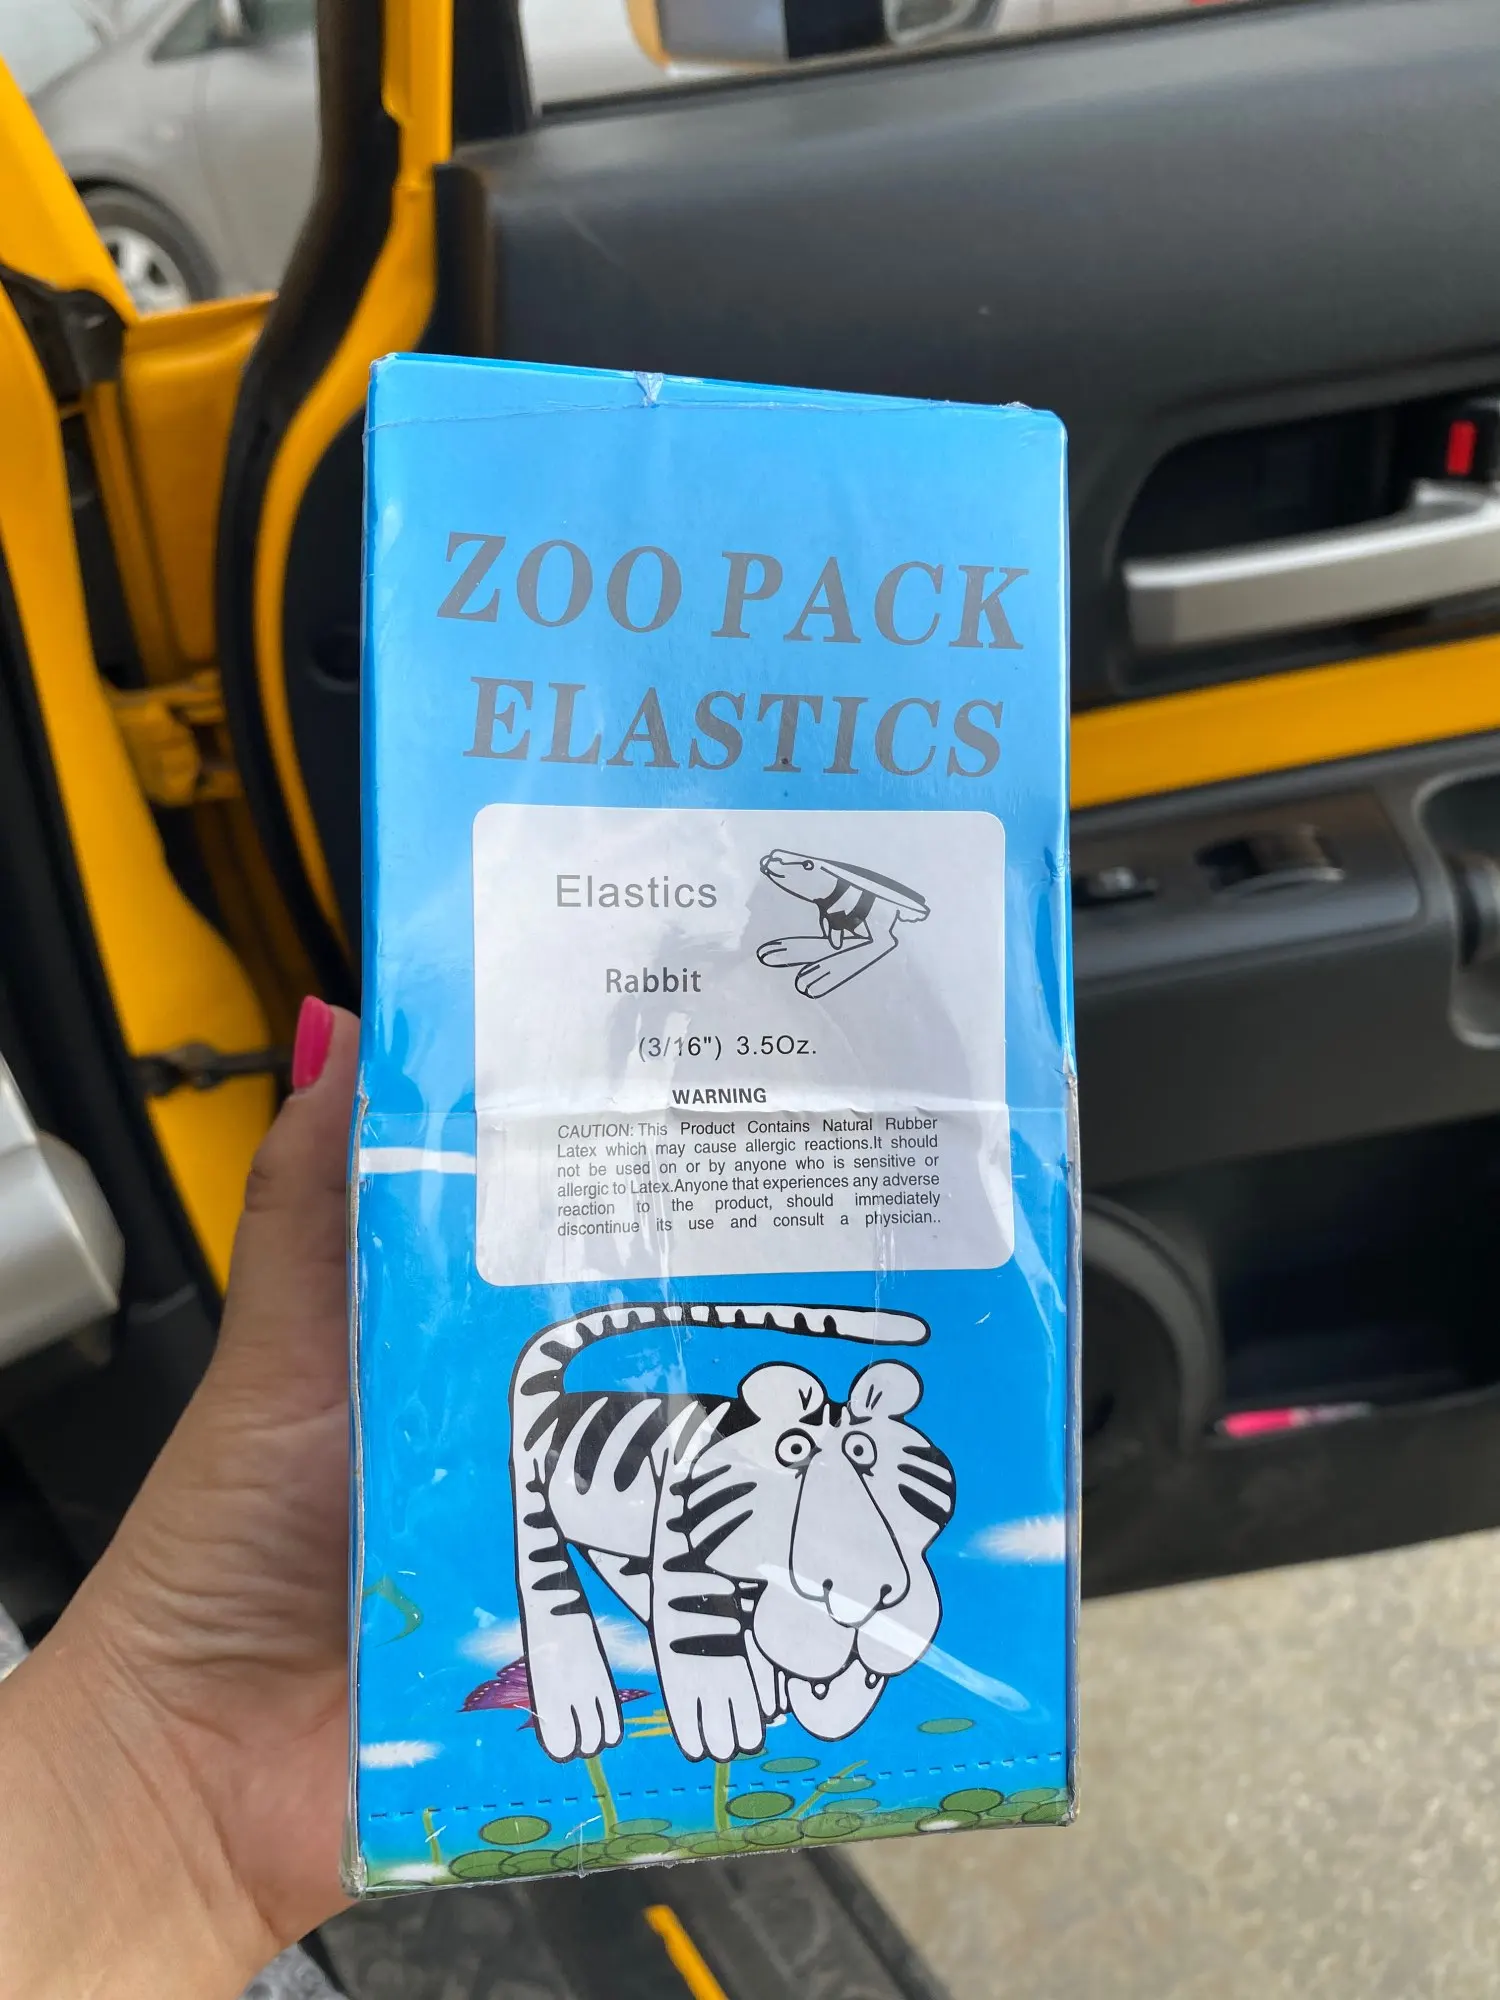 ZOO PACK
ELASTICS
Elastics
Rabbit
(3/16") 3.5Oz.
WARNING
CAUTION: This Product Contains Natural Rubber
Latex which may cause allergic reactions.It should
not be used on or by anyone who is sensitive or
allergic to Latex.Anyone that experiences any adverse
reaction to the product, should immediately
discontinue its use and consult a physician..